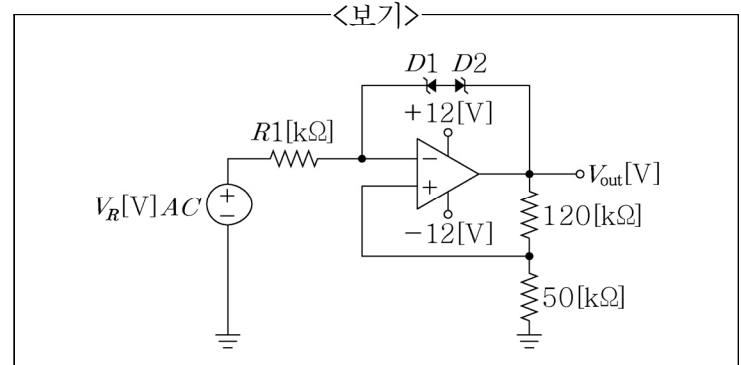 <보기>
D1 D2
+12[V]
R1[kΩ]
−
+
V_out[V]
+
−
V_R[V] AC
120[kΩ]
−12[V]
50[kΩ]